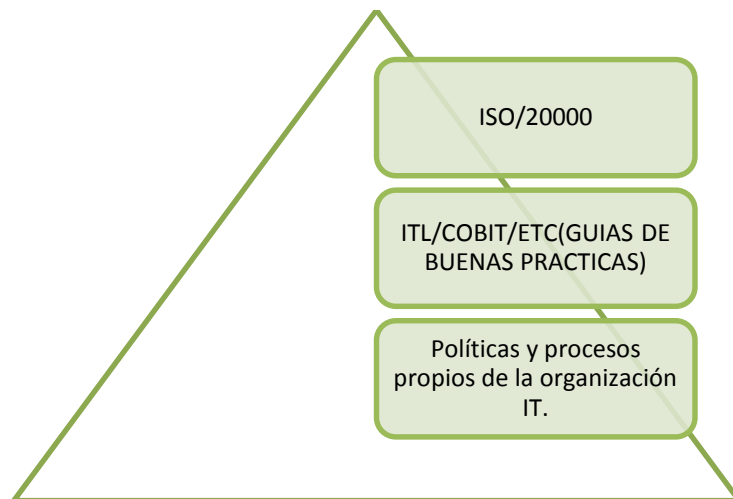 ISO/20000
ITL/COBIT/ETC(GUIAS DE
BUENAS PRACTICAS)
Políticas y procesos
propios de la organización
IT.